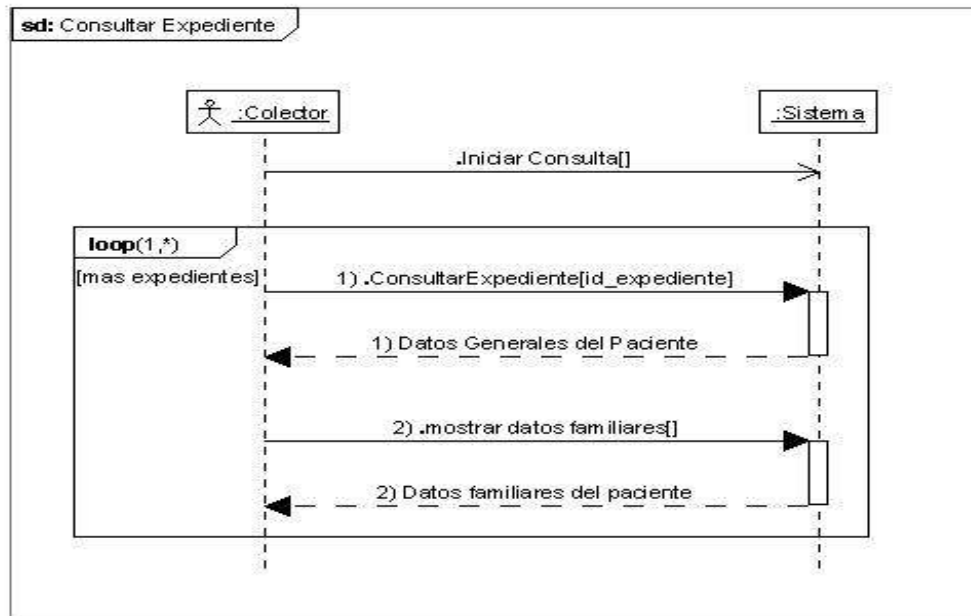 sd: Consultar Expediente
:Colector
:Sistema
.Iniciar Consulta[]
loop(1,*)
[mas expedientes]
1) .ConsultarExpediente[id_expediente]
1) Datos Generales del Paciente
2) .mostrar datos familiares[]
2) Datos familiares del paciente